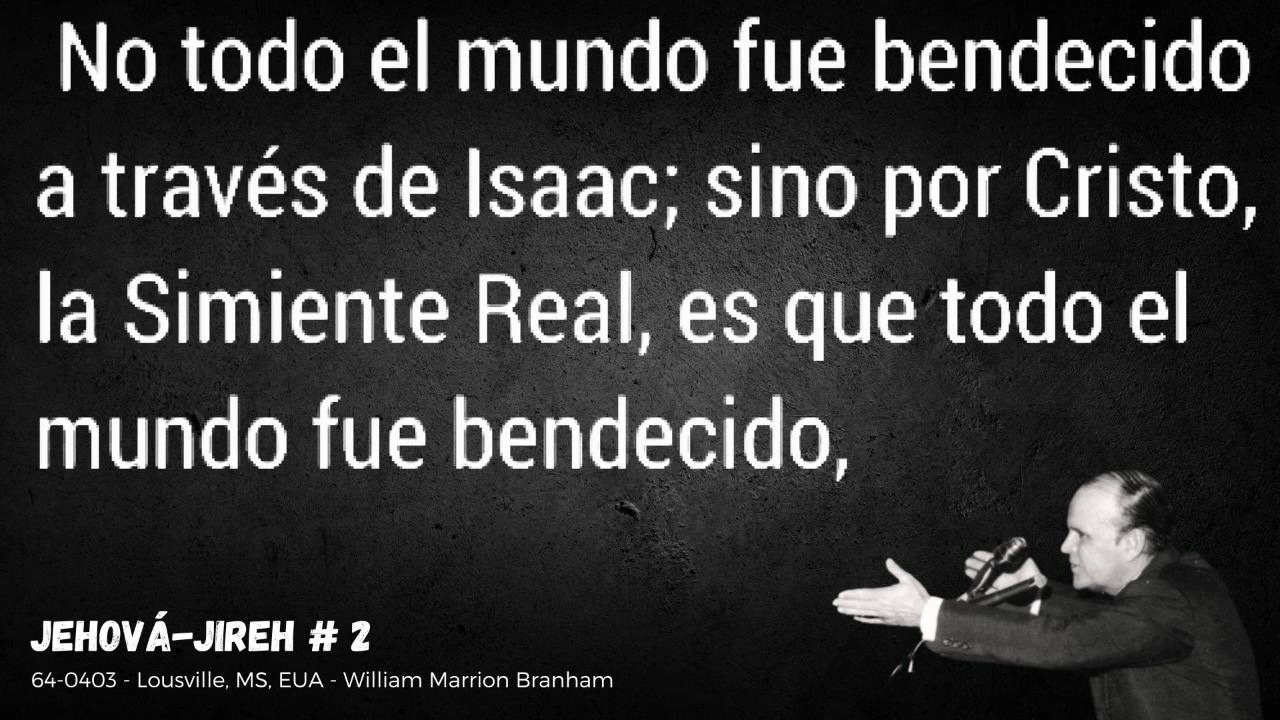 No todo el mundo fue bendecido
a través de Isaac; sino por Cristo,
la Simiente Real, es que todo el
mundo fue bendecido,
JEHOVÁ-JIREH # 2
64-0403 - Lousville, MS, EUA - William Marrion Branham